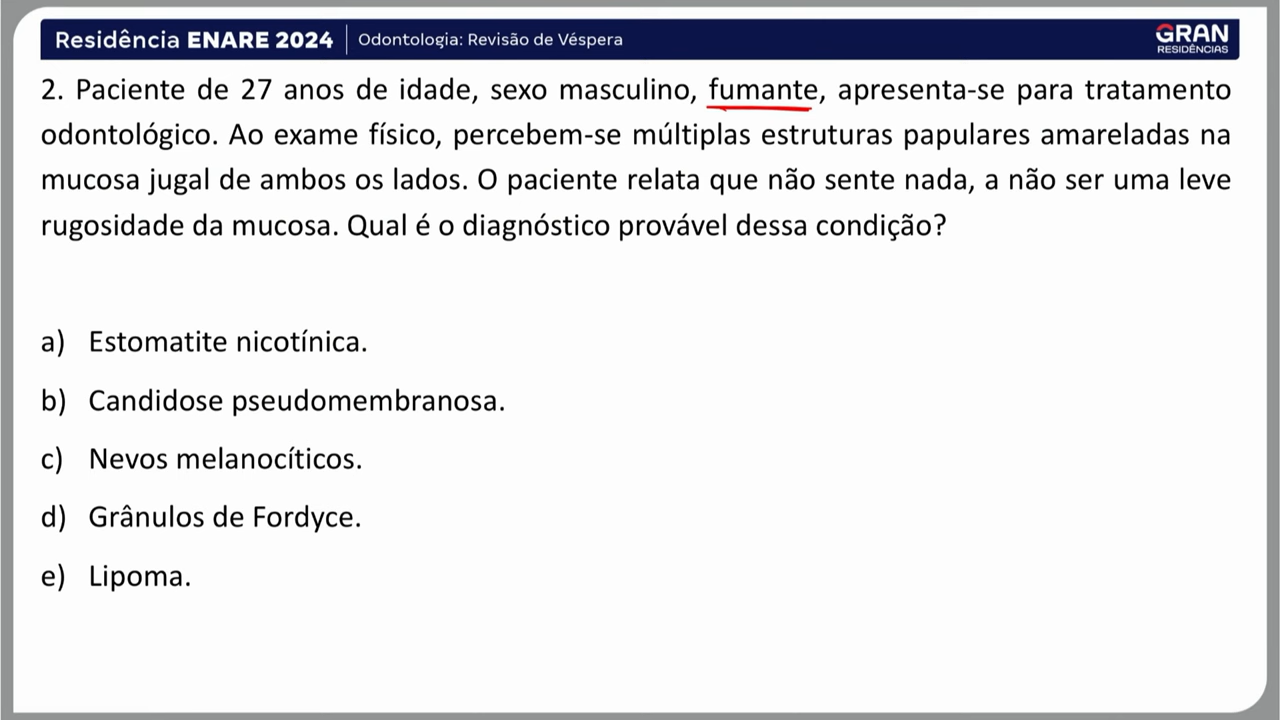 Residência ENARE 2024 | Odontologia: Revisão de Véspera
GRAN
RESIDÊNCIAS
2. Paciente de 27 anos de idade, sexo masculino, fumante, apresenta-se para tratamento
odontológico. Ao exame físico, percebem-se múltiplas estruturas papulares amareladas na
mucosa jugal de ambos os lados. O paciente relata que não sente nada, a não ser uma leve
rugosidade da mucosa. Qual é o diagnóstico provável dessa condição?
a) Estomatite nicotínica.
b) Candidose pseudomembranosa.
c) Nevos melanocíticos.
d) Grânulos de Fordyce.
e) Lipoma.